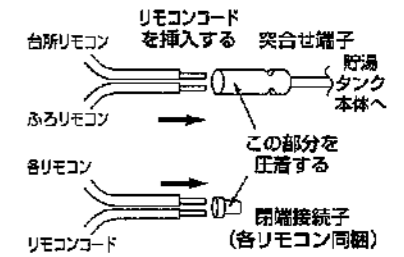 リモコンコード
を挿入する
台所リモコン
突合せ端子
貯湯
タンク
本体へ
ふろリモコン
この部分を
圧着する
各リモコン
リモコンコード
閉端接続子
(各リモコン同梱)